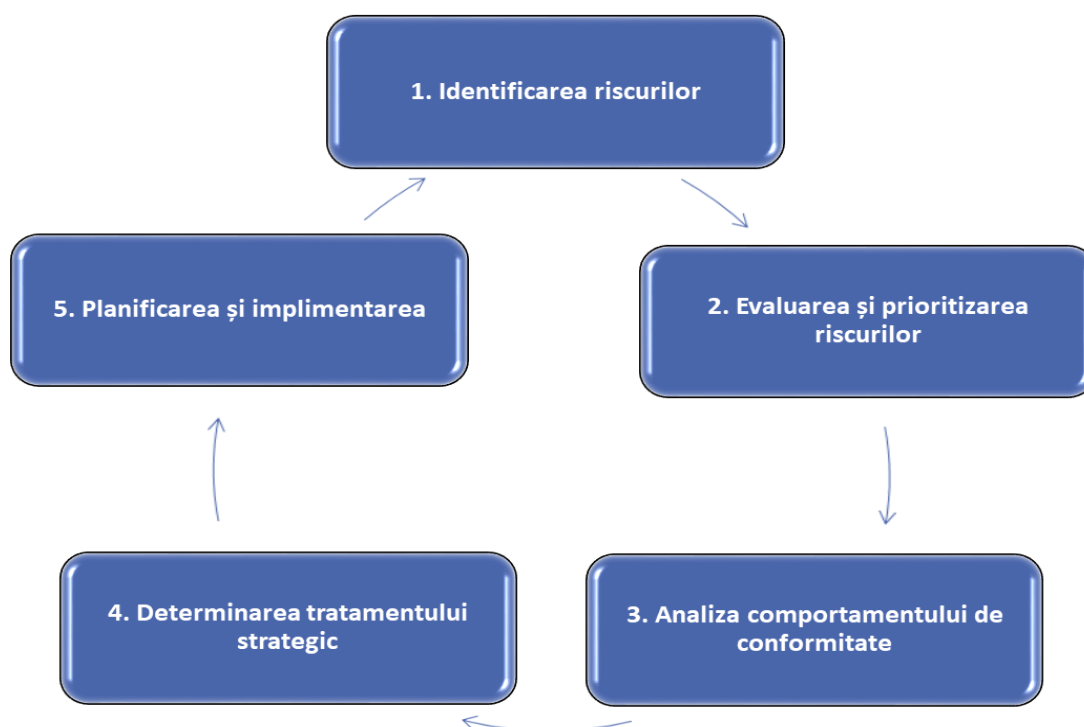 1. Identificarea riscurilor
2. Evaluarea și prioritizarea
riscurilor
3. Analiza comportamentului de
conformitate
4. Determinarea tratamentului
strategic
5. Planificarea și implimentarea